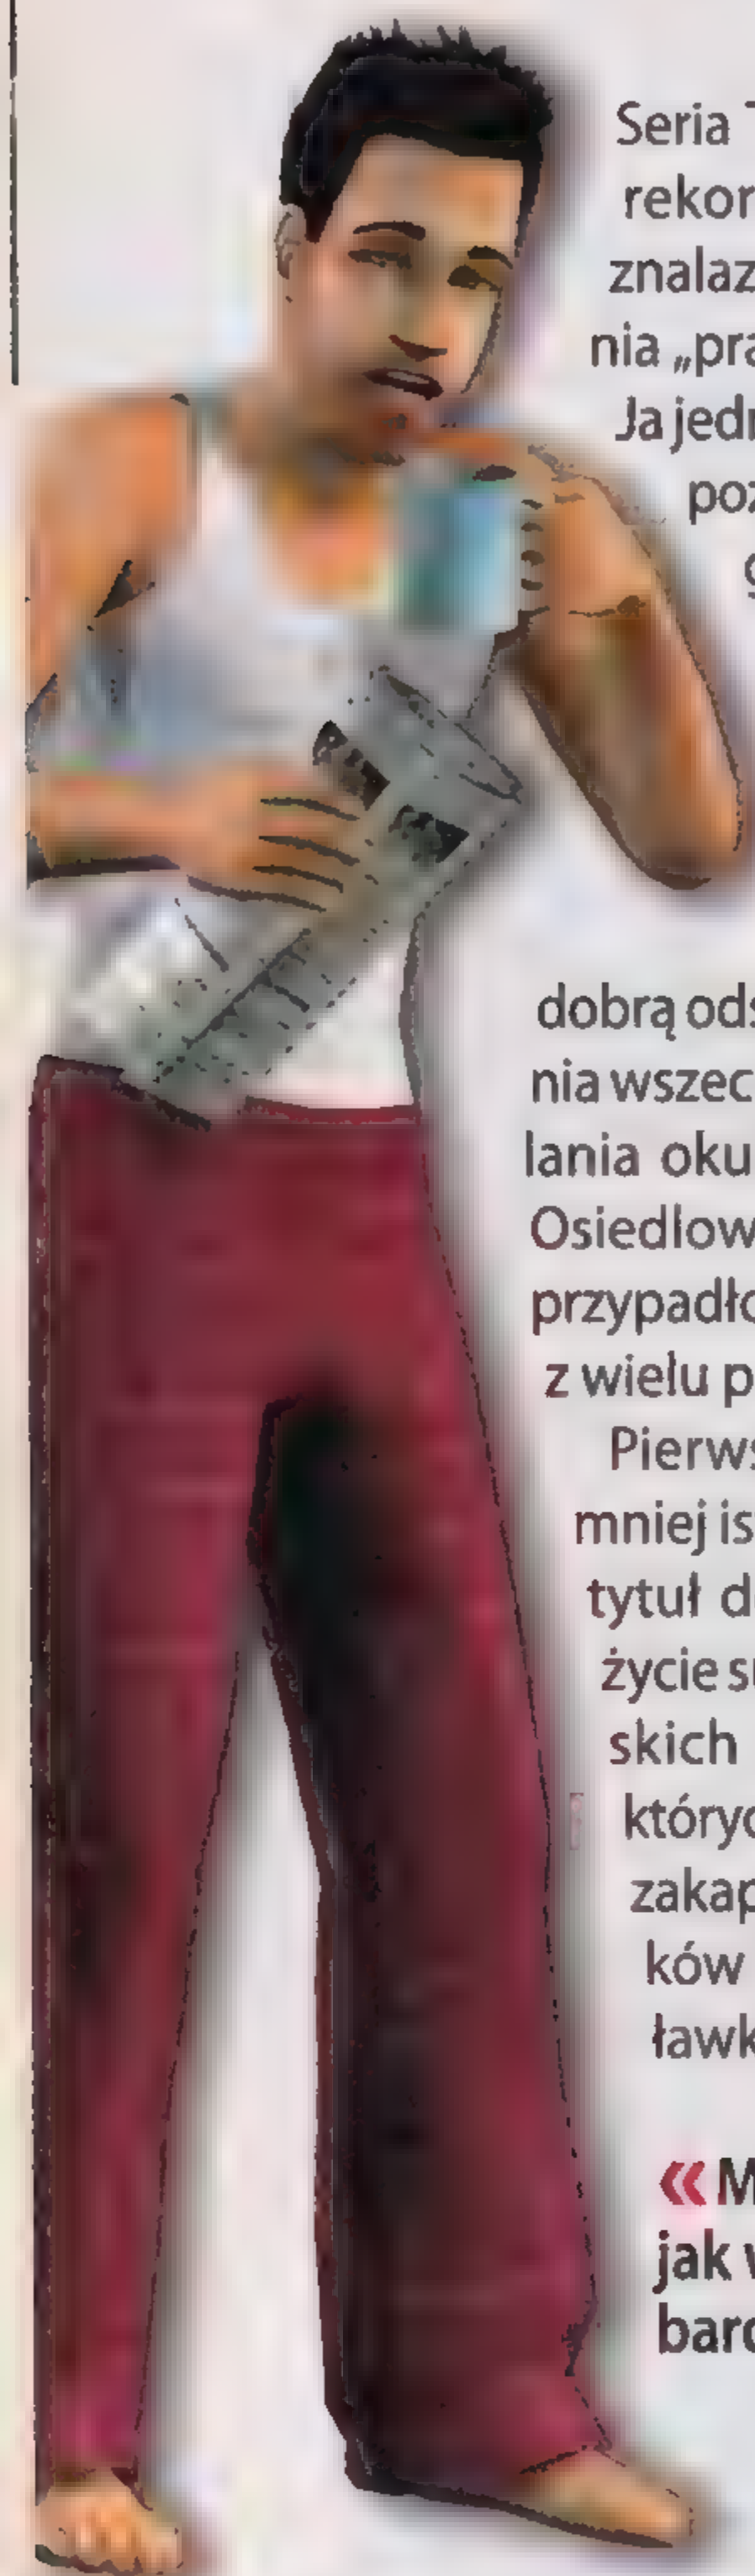 Seria T
rekor
znalaz
nia „pra
Ja jedn
poz
g
dobrą ods
nia wszec
lania oku
Osiedlow
przypadło
z wielu p
Pierws
mniej is
tytuł d
życie su
skich
któryc
zakap
ków
ławk
« M
jak w
bard